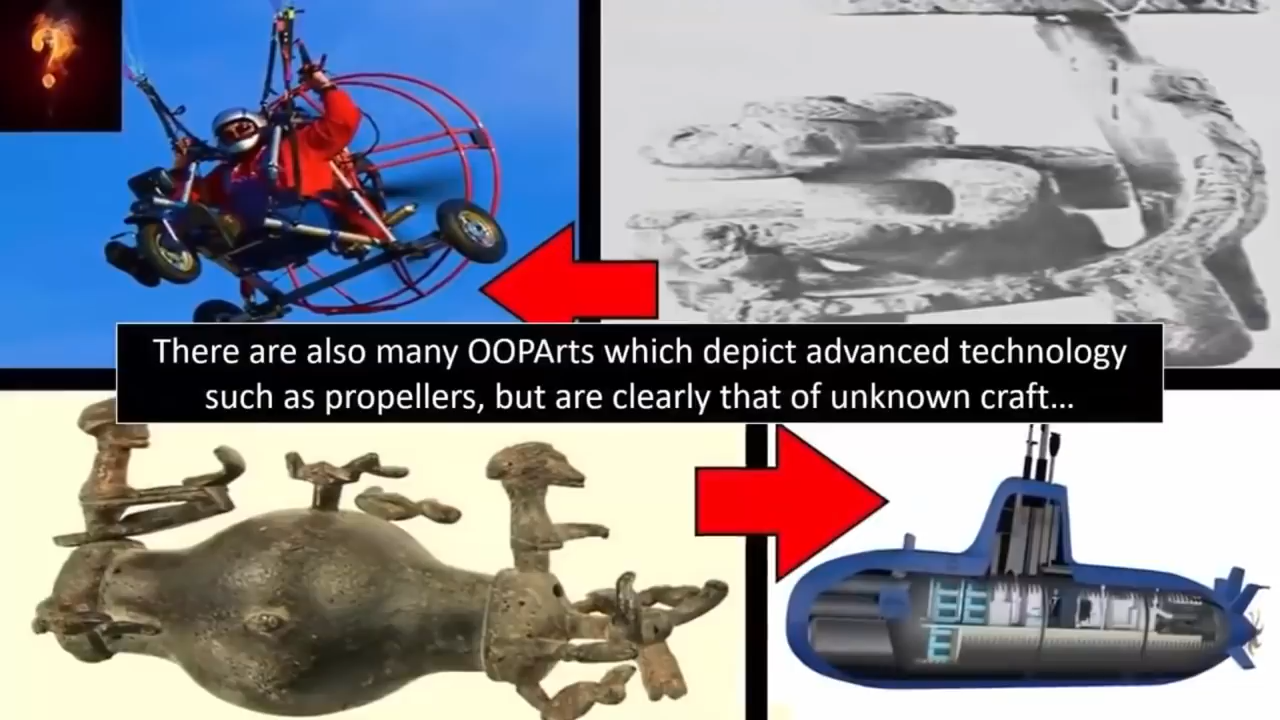 There are also many OOPArts which depict advanced technology
such as propellers, but are clearly that of unknown craft...